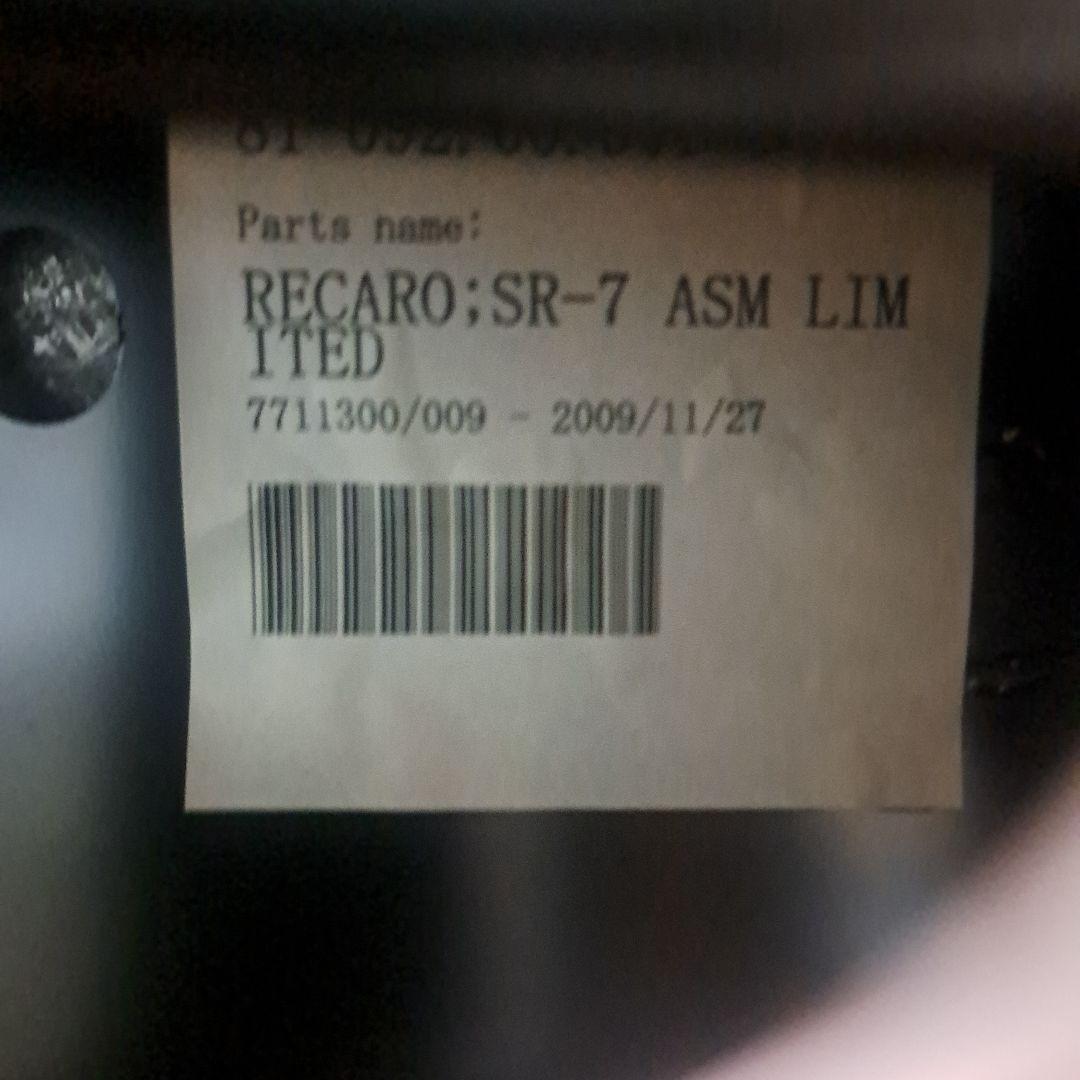 Parts name:
RECARO;SR-7 ASM LIM
ITED
7711300/009 - 2009/11/27